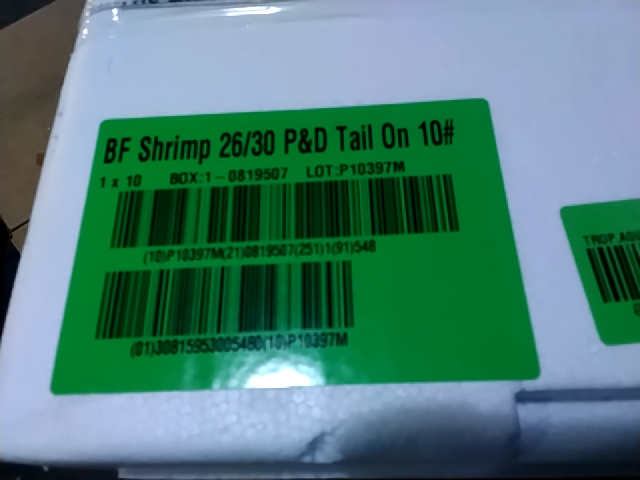 BF Shrimp 26/30 P&D Tail On 10#
1 x 10 BOX:1-0819507 LOT:P10397M
(10)P10397M(21)0819507(251)1(91)548
(01)30815953005480(10)P10397M
TROP